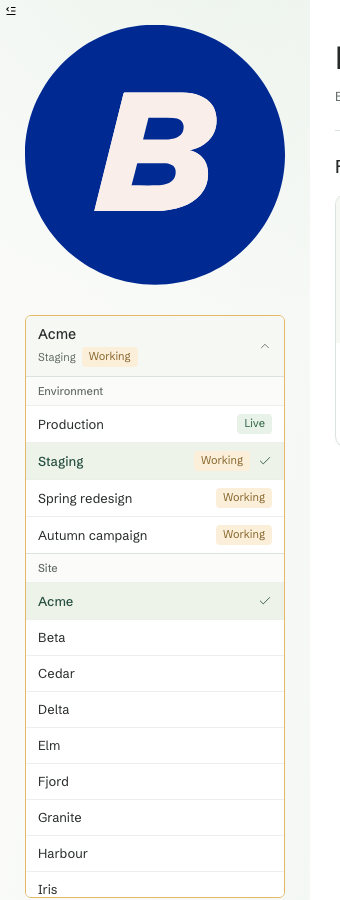 B
Acme
Staging Working
Environment
Production Live
Staging Working
Spring redesign Working
Autumn campaign Working
Site
Acme
Beta
Cedar
Delta
Elm
Fjord
Granite
Harbour
Iris